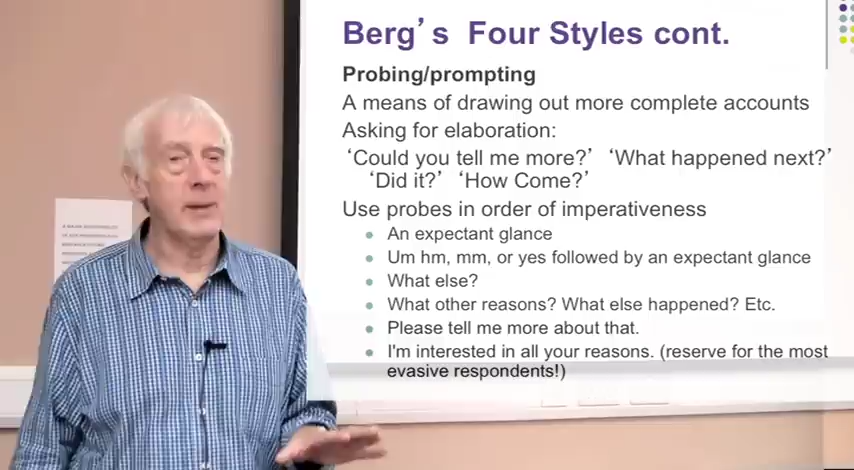 Berg's Four Styles cont.
Probing/prompting
A means of drawing out more complete accounts
Asking for elaboration:
'Could you tell me more?' 'What happened next?'
'Did it?' 'How Come?'
Use probes in order of imperativeness
An expectant glance
Um hm, mm, or yes followed by an expectant glance
What else?
What other reasons? What else happened? Etc.
Please tell me more about that.
I'm interested in all your reasons. (reserve for the most
evasive respondents!)